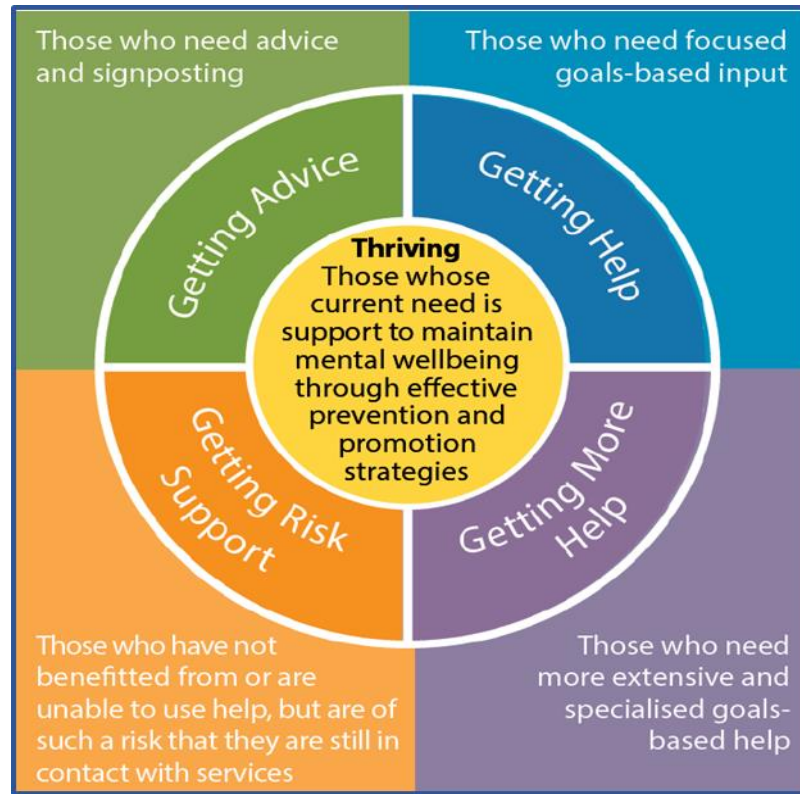 Those who need advice
and signposting
Those who need focused
goals-based input
Getting Advice
Getting Help
Thriving
Those whose
current need is
support to maintain
mental wellbeing
through effective
prevention and
promotion
strategies
Getting Risk
Support
Getting More
Help
Those who have not
benefitted from or are
unable to use help, but are of
such a risk that they are still in
contact with services
Those who need
more extensive and
specialised goals-
based help